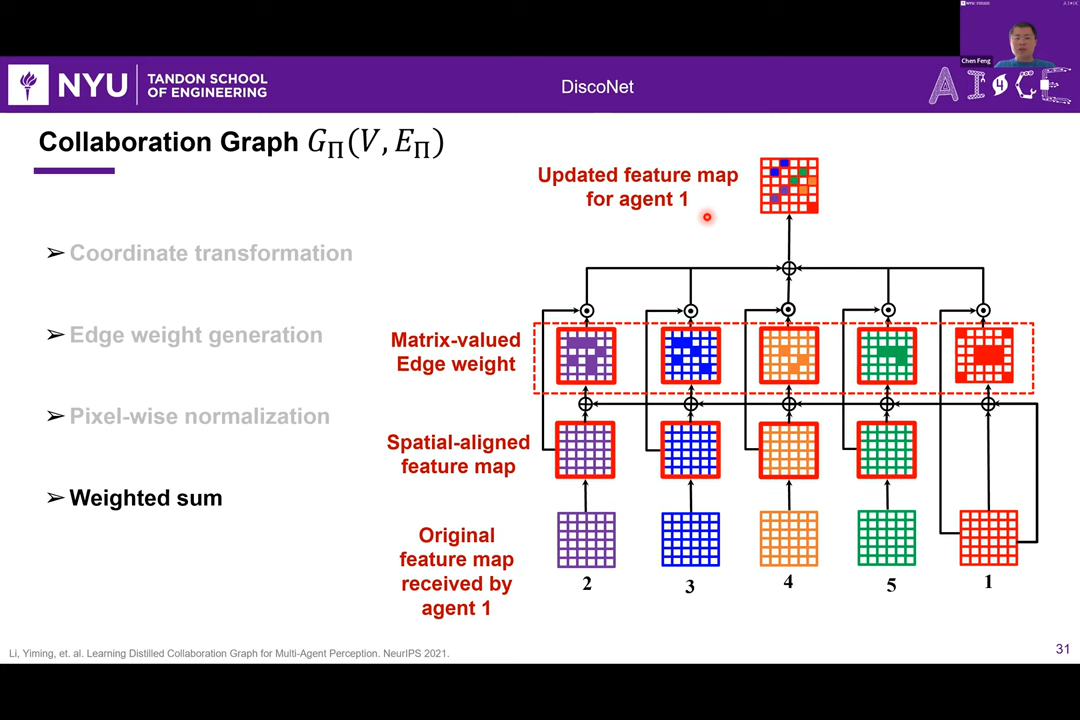 NYU
TANDON SCHOOL
OF ENGINEERING
DiscoNet
Chen Feng
AI4CE
Collaboration Graph G_Π(V, E_Π)
Updated feature map
for agent 1
➢ Coordinate transformation
➢ Edge weight generation
➢ Pixel-wise normalization
➢ Weighted sum
Matrix-valued
Edge weight
Spatial-aligned
feature map
Original
feature map
received by
agent 1
2
3
4
5
1
Li, Yiming, et. al. Learning Distilled Collaboration Graph for Multi-Agent Perception. NeurIPS 2021.
31